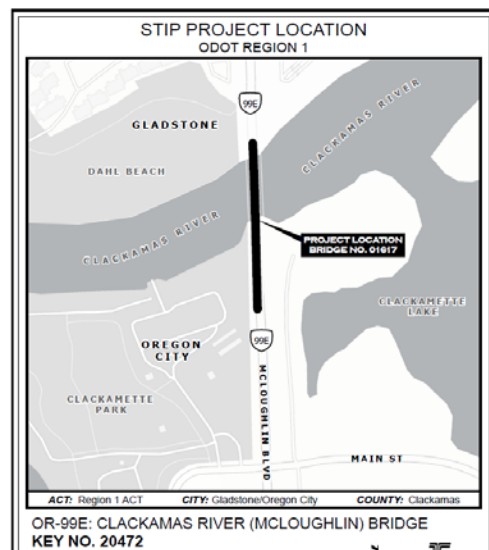 STIP PROJECT LOCATION
ODOT REGION 1
99E
GLADSTONE
CLACKAMAS RIVER
DAHL BEACH
CLACKAMAS RIVER
PROJECT LOCATION
BRIDGE NO. 01617
CLACKAMETTE
LAKE
99E
OREGON
CITY
CLACKAMETTE
PARK
MCLOUGHLIN BLVD
MAIN ST
ACT: Region 1 ACT CITY: Gladstone/Oregon City COUNTY: Clackamas
OR-99E: CLACKAMAS RIVER (MCLOUGHLIN) BRIDGE
KEY NO. 20472